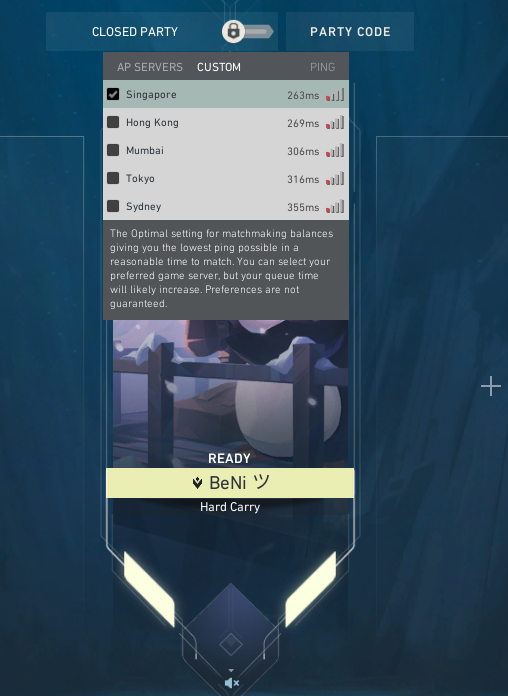 CLOSED PARTY
PARTY CODE
AP SERVERS CUSTOM PING
Singapore 263ms
Hong Kong 269ms
Mumbai 306ms
Tokyo 316ms
Sydney 355ms
The Optimal setting for matchmaking balances
giving you the lowest ping possible in a
reasonable time to match. You can select your
preferred game server, but your queue time
will likely increase. Preferences are not
guaranteed.
READY
BeNi ツ
Hard Carry